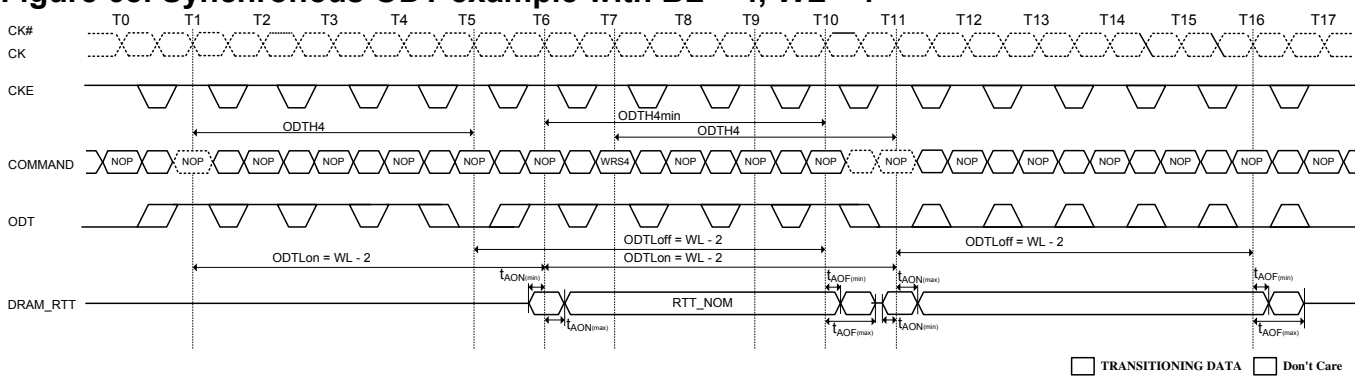 Figure Synchronous ODT example with BL = 4, WL = 7
T0 T1 T2 T3 T4 T5 T6 T7 T8 T9 T10 T11 T12 T13 T14 T15 T16 T17
CK#
CK
CKE
ODTH4 ODTH4min
ODTH4
COMMAND NOP NOP NOP NOP NOP NOP NOP WRS4 NOP NOP NOP NOP NOP NOP NOP NOP NOP NOP
ODT
ODTLoff = WL - 2 ODTLoff = WL - 2
ODTLon = WL - 2 ODTLon = WL - 2
tAON(min) tAOF(min) tAON(max) tAOF(min)
DRAM_RTT RTT_NOM
tAON(max) tAOF(max) tAON(min) tAOF(max)
TRANSITIONING DATA Don't Care